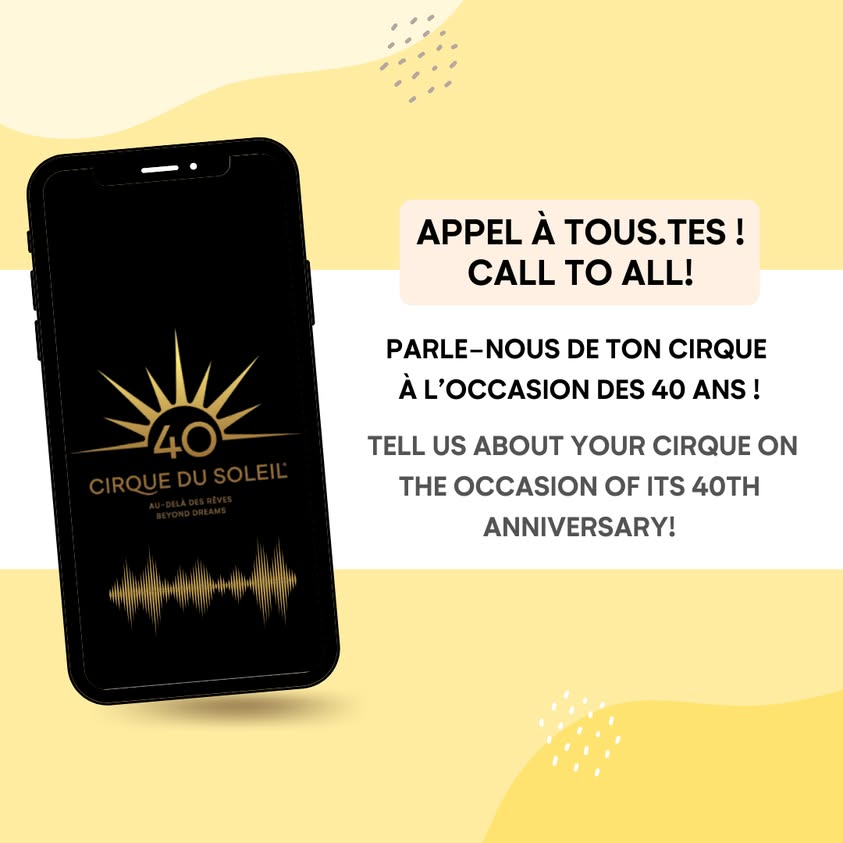 APPEL À TOUS.TES !
CALL TO ALL!
PARLE-NOUS DE TON CIRQUE
À L'OCCASION DES 40 ANS !
TELL US ABOUT YOUR CIRQUE ON
THE OCCASION OF ITS 40TH
ANNIVERSARY!
40
CIRQUE DU SOLEIL
AU-DELÀ DES RÊVES
BEYOND DREAMS